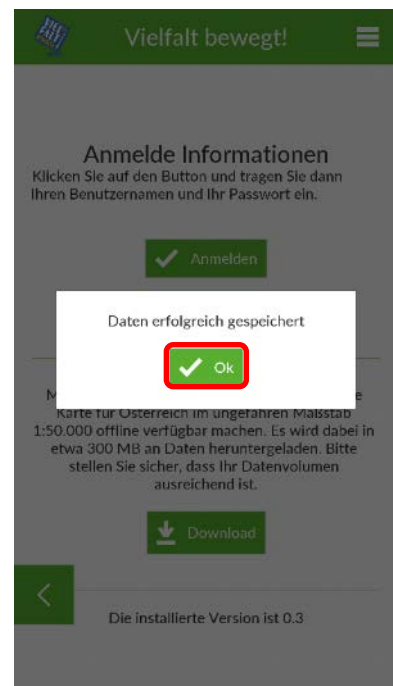 Vielfalt bewegt!
Anmelde Informationen
Klicken Sie auf den Button und tragen Sie dann
Ihren Benutzernamen und Ihr Passwort ein.
Anmelden
Daten erfolgreich gespeichert
Ok
Karte für Österreich im ungefähren Maßstab
1:50.000 offline verfügbar machen. Es wird dabei in
etwa 300 MB an Daten heruntergeladen. Bitte
stellen Sie sicher, dass Ihr Datenvolumen
ausreichend ist.
Download
Die installierte Version ist 0.3